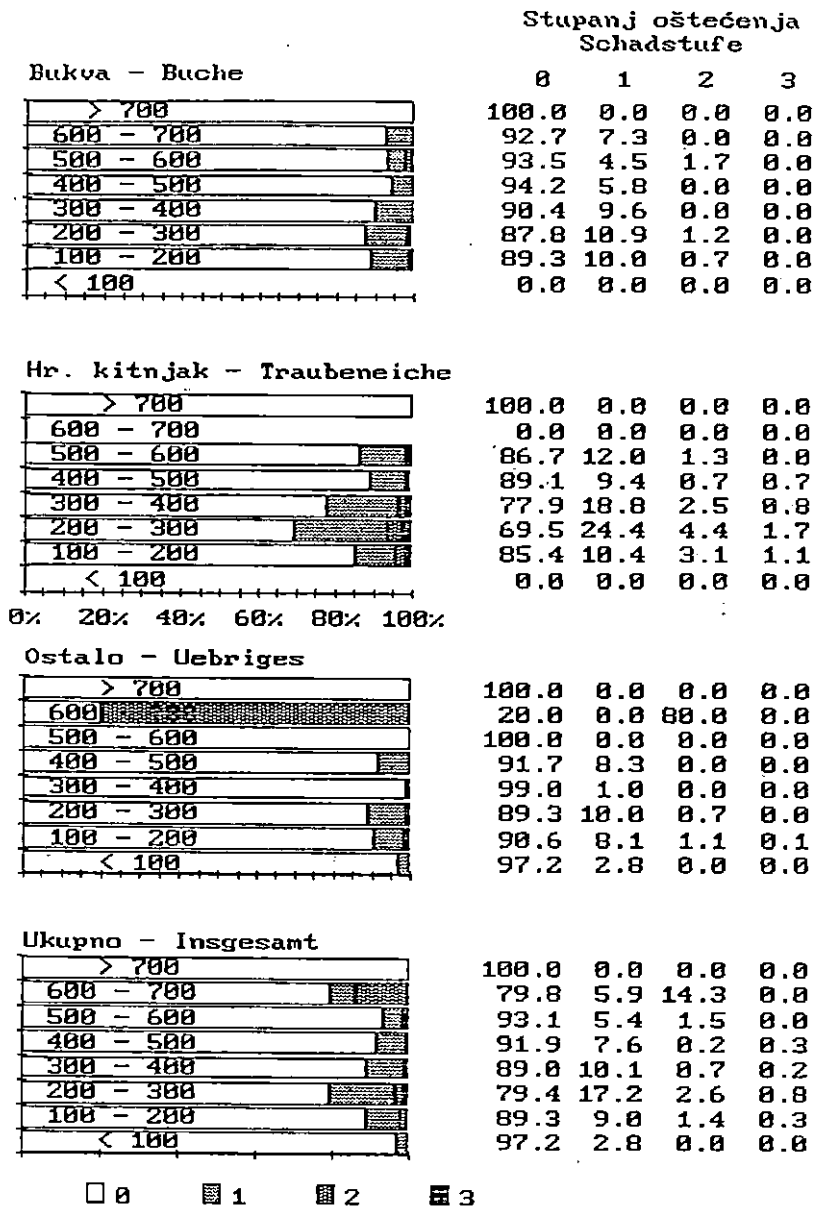 Stupanj oštećenja
Schadstufe
Bukva - Buche 0 1 2 3
> 700 100.0 0.0 0.0 0.0
600 - 700 92.7 7.3 0.0 0.0
500 - 600 93.5 4.5 1.7 0.0
400 - 500 94.2 5.8 0.0 0.0
300 - 400 90.4 9.6 0.0 0.0
200 - 300 87.8 10.9 1.2 0.0
100 - 200 89.3 10.0 0.7 0.0
< 100 0.0 0.0 0.0 0.0
Hr. kitnjak - Traubeneiche
> 700 100.0 0.0 0.0 0.0
600 - 700 0.0 0.0 0.0 0.0
500 - 600 86.7 12.0 1.3 0.0
400 - 500 89.1 9.4 0.7 0.7
300 - 400 77.9 18.8 2.5 0.8
200 - 300 69.5 24.4 4.4 1.7
100 - 200 85.4 10.4 3.1 1.1
< 100 0.0 0.0 0.0 0.0
0% 20% 40% 60% 80% 100%
Ostalo - Uebriges
> 700 100.0 0.0 0.0 0.0
600 20.0 0.0 80.0 0.0
500 - 600 100.0 0.0 0.0 0.0
400 - 500 91.7 8.3 0.0 0.0
300 - 400 99.0 1.0 0.0 0.0
200 - 300 89.3 10.0 0.7 0.0
100 - 200 90.6 8.1 1.1 0.1
< 100 97.2 2.8 0.0 0.0
Ukupno - Insgesamt
> 700 100.0 0.0 0.0 0.0
600 - 700 79.8 5.9 14.3 0.0
500 - 600 93.1 5.4 1.5 0.0
400 - 500 91.9 7.6 0.2 0.3
300 - 400 89.0 10.1 0.7 0.2
200 - 300 79.4 17.2 2.6 0.8
100 - 200 89.3 9.0 1.4 0.3
< 100 97.2 2.8 0.0 0.0
0 1 2 3